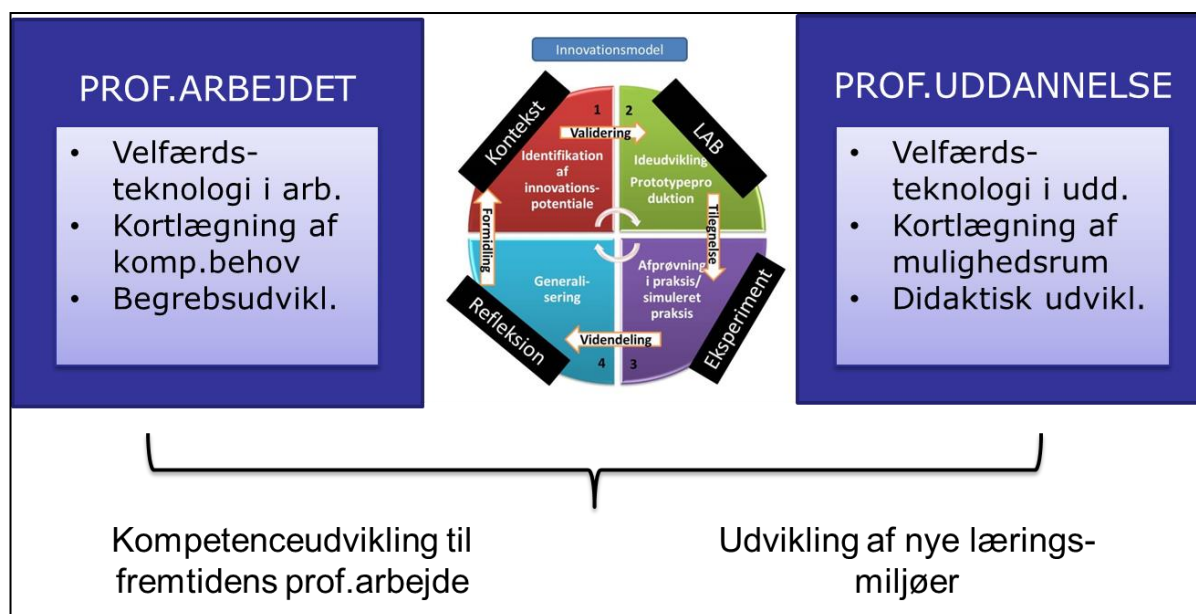 PROF.ARBEJDET
• Velfærds-
teknologi i arb.
• Kortlægning af
komp.behov
• Begrebsudvikl.
Innovationsmodel
Kontekst
1
2
LAB
Validering
Identifikation
af
innovations-
potentiale
Ideudvikling
Prototypepro
duktion
Formidling
Tilegnelse
Generali-
sering
Afprøvning
i praksis/
simuleret
praksis
Refleksion
Videndeling
Eksperiment
4
3
PROF.UDDANNELSE
• Velfærds-
teknologi i udd.
• Kortlægning af
mulighedsrum
• Didaktisk udvikl.
Kompetenceudvikling til
fremtidens prof.arbejde
Udvikling af nye lærings-
miljøer